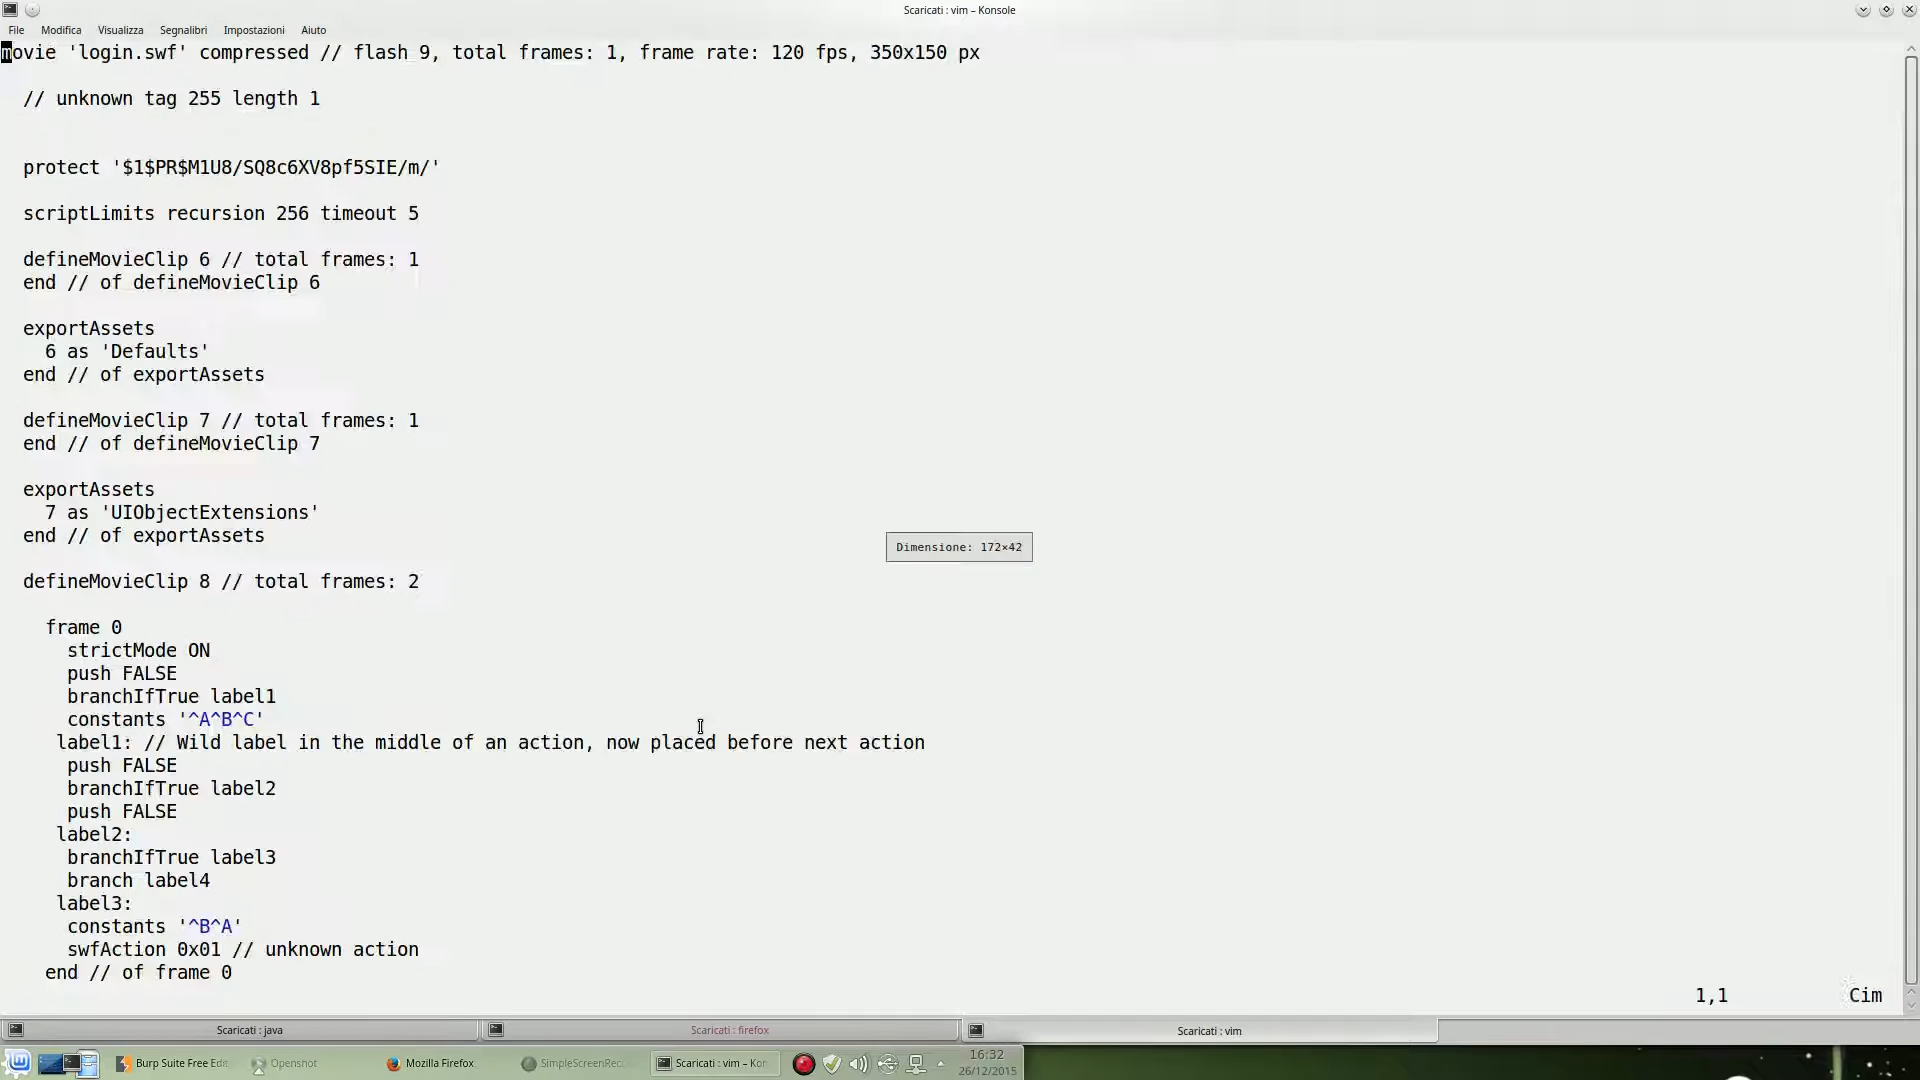 Scaricati : vim – Konsole
File Modifica Visualizza Segnalibri Impostazioni Aiuto
movie 'login.swf' compressed // flash 9, total frames: 1, frame rate: 120 fps, 350x150 px
// unknown tag 255 length 1
protect '$1$PR$M1U8/SQ8c6XV8pf5SIE/m/'
scriptLimits recursion 256 timeout 5
defineMovieClip 6 // total frames: 1
end // of defineMovieClip 6
exportAssets
6 as 'Defaults'
end // of exportAssets
defineMovieClip 7 // total frames: 1
end // of defineMovieClip 7
exportAssets
7 as 'UIObjectExtensions'
end // of exportAssets
Dimensione: 172×42
defineMovieClip 8 // total frames: 2
frame 0
strictMode ON
push FALSE
branchIfTrue label1
constants '^A^B^C'
label1: // Wild label in the middle of an action, now placed before next action
push FALSE
branchIfTrue label2
push FALSE
label2:
branchIfTrue label3
branch label4
label3:
constants '^B^A'
swfAction 0x01 // unknown action
end // of frame 0
1,1 Cim
Scaricati : java Scaricati : firefox Scaricati : vim
Burp Suite Free Edi Openshot Mozilla Firefox SimpleScreenRec Scaricati : vim – Kon 16:32
26/12/2015